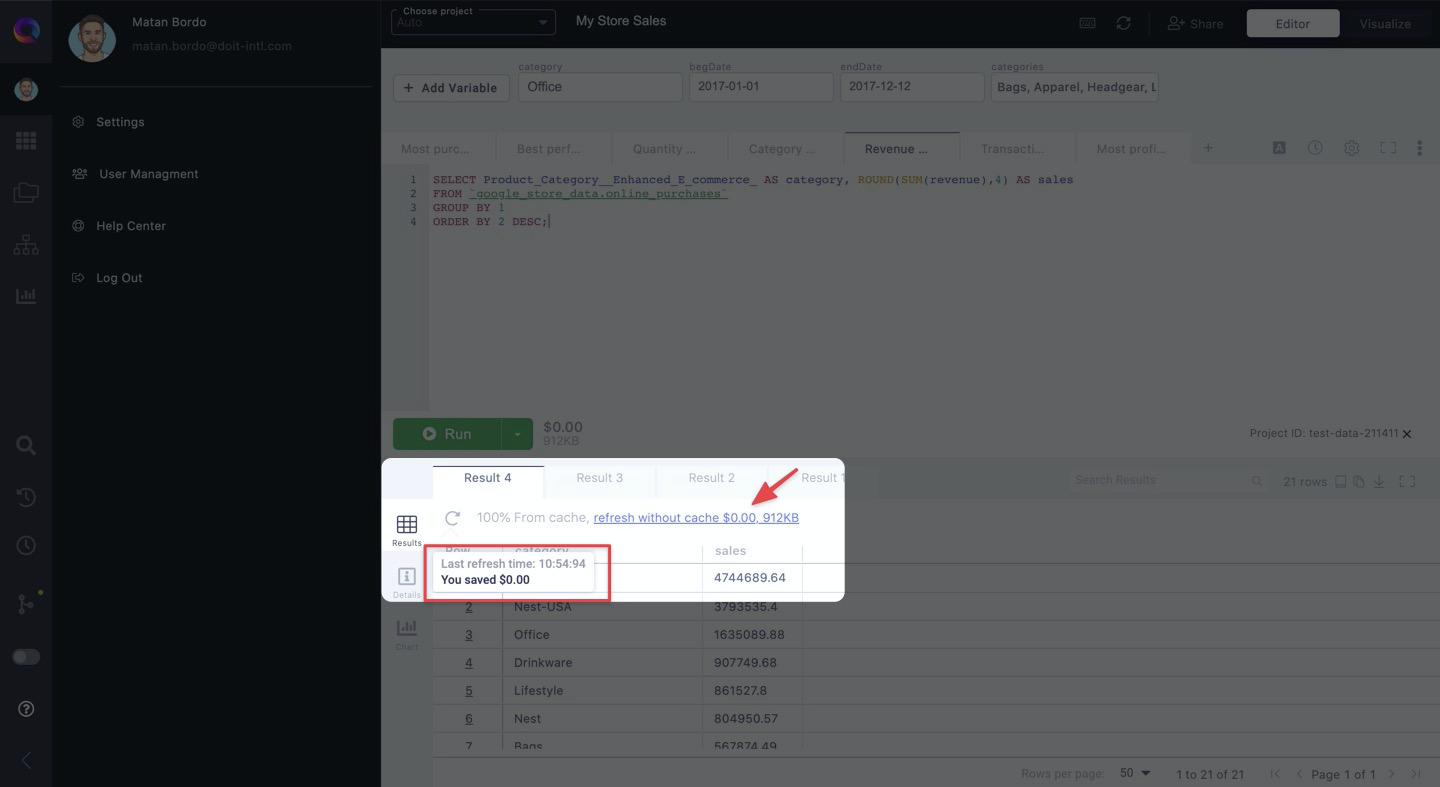 Matan Bordo
matan.bordo@doit-intl.com
Settings
User Managment
Help Center
Log Out
Choose project
Auto
My Store Sales
Share
Editor
Visualize
+ Add Variable
category
Office
begDate
2017-01-01
endDate
2017-12-12
categories
Bags, Apparel, Headgear, L
Most purc...
Best perf...
Quantity ...
Category ...
Revenue ...
Transacti...
Most profi...
+
A
1 SELECT Product_Category__Enhanced_E_commerce_ AS category, ROUND(SUM(revenue),4) AS sales
2 FROM `google_store_data.online_purchases`
3 GROUP BY 1
4 ORDER BY 2 DESC;
Run
$0.00
912KB
Project ID: test-data-211411
Result 4
Result 3
Result 2
Result 1
Search Results
21 rows
Results
Details
Chart
100% From cache, refresh without cache $0.00, 912KB
Row category sales
Last refresh time: 10:54:94
You saved $0.00
4744689.64
2 Nest-USA 3793535.4
3 Office 1635089.88
4 Drinkware 907749.68
5 Lifestyle 861527.8
6 Nest 804950.57
7 Bags 567874.49
Rows per page: 50
1 to 21 of 21
Page 1 of 1